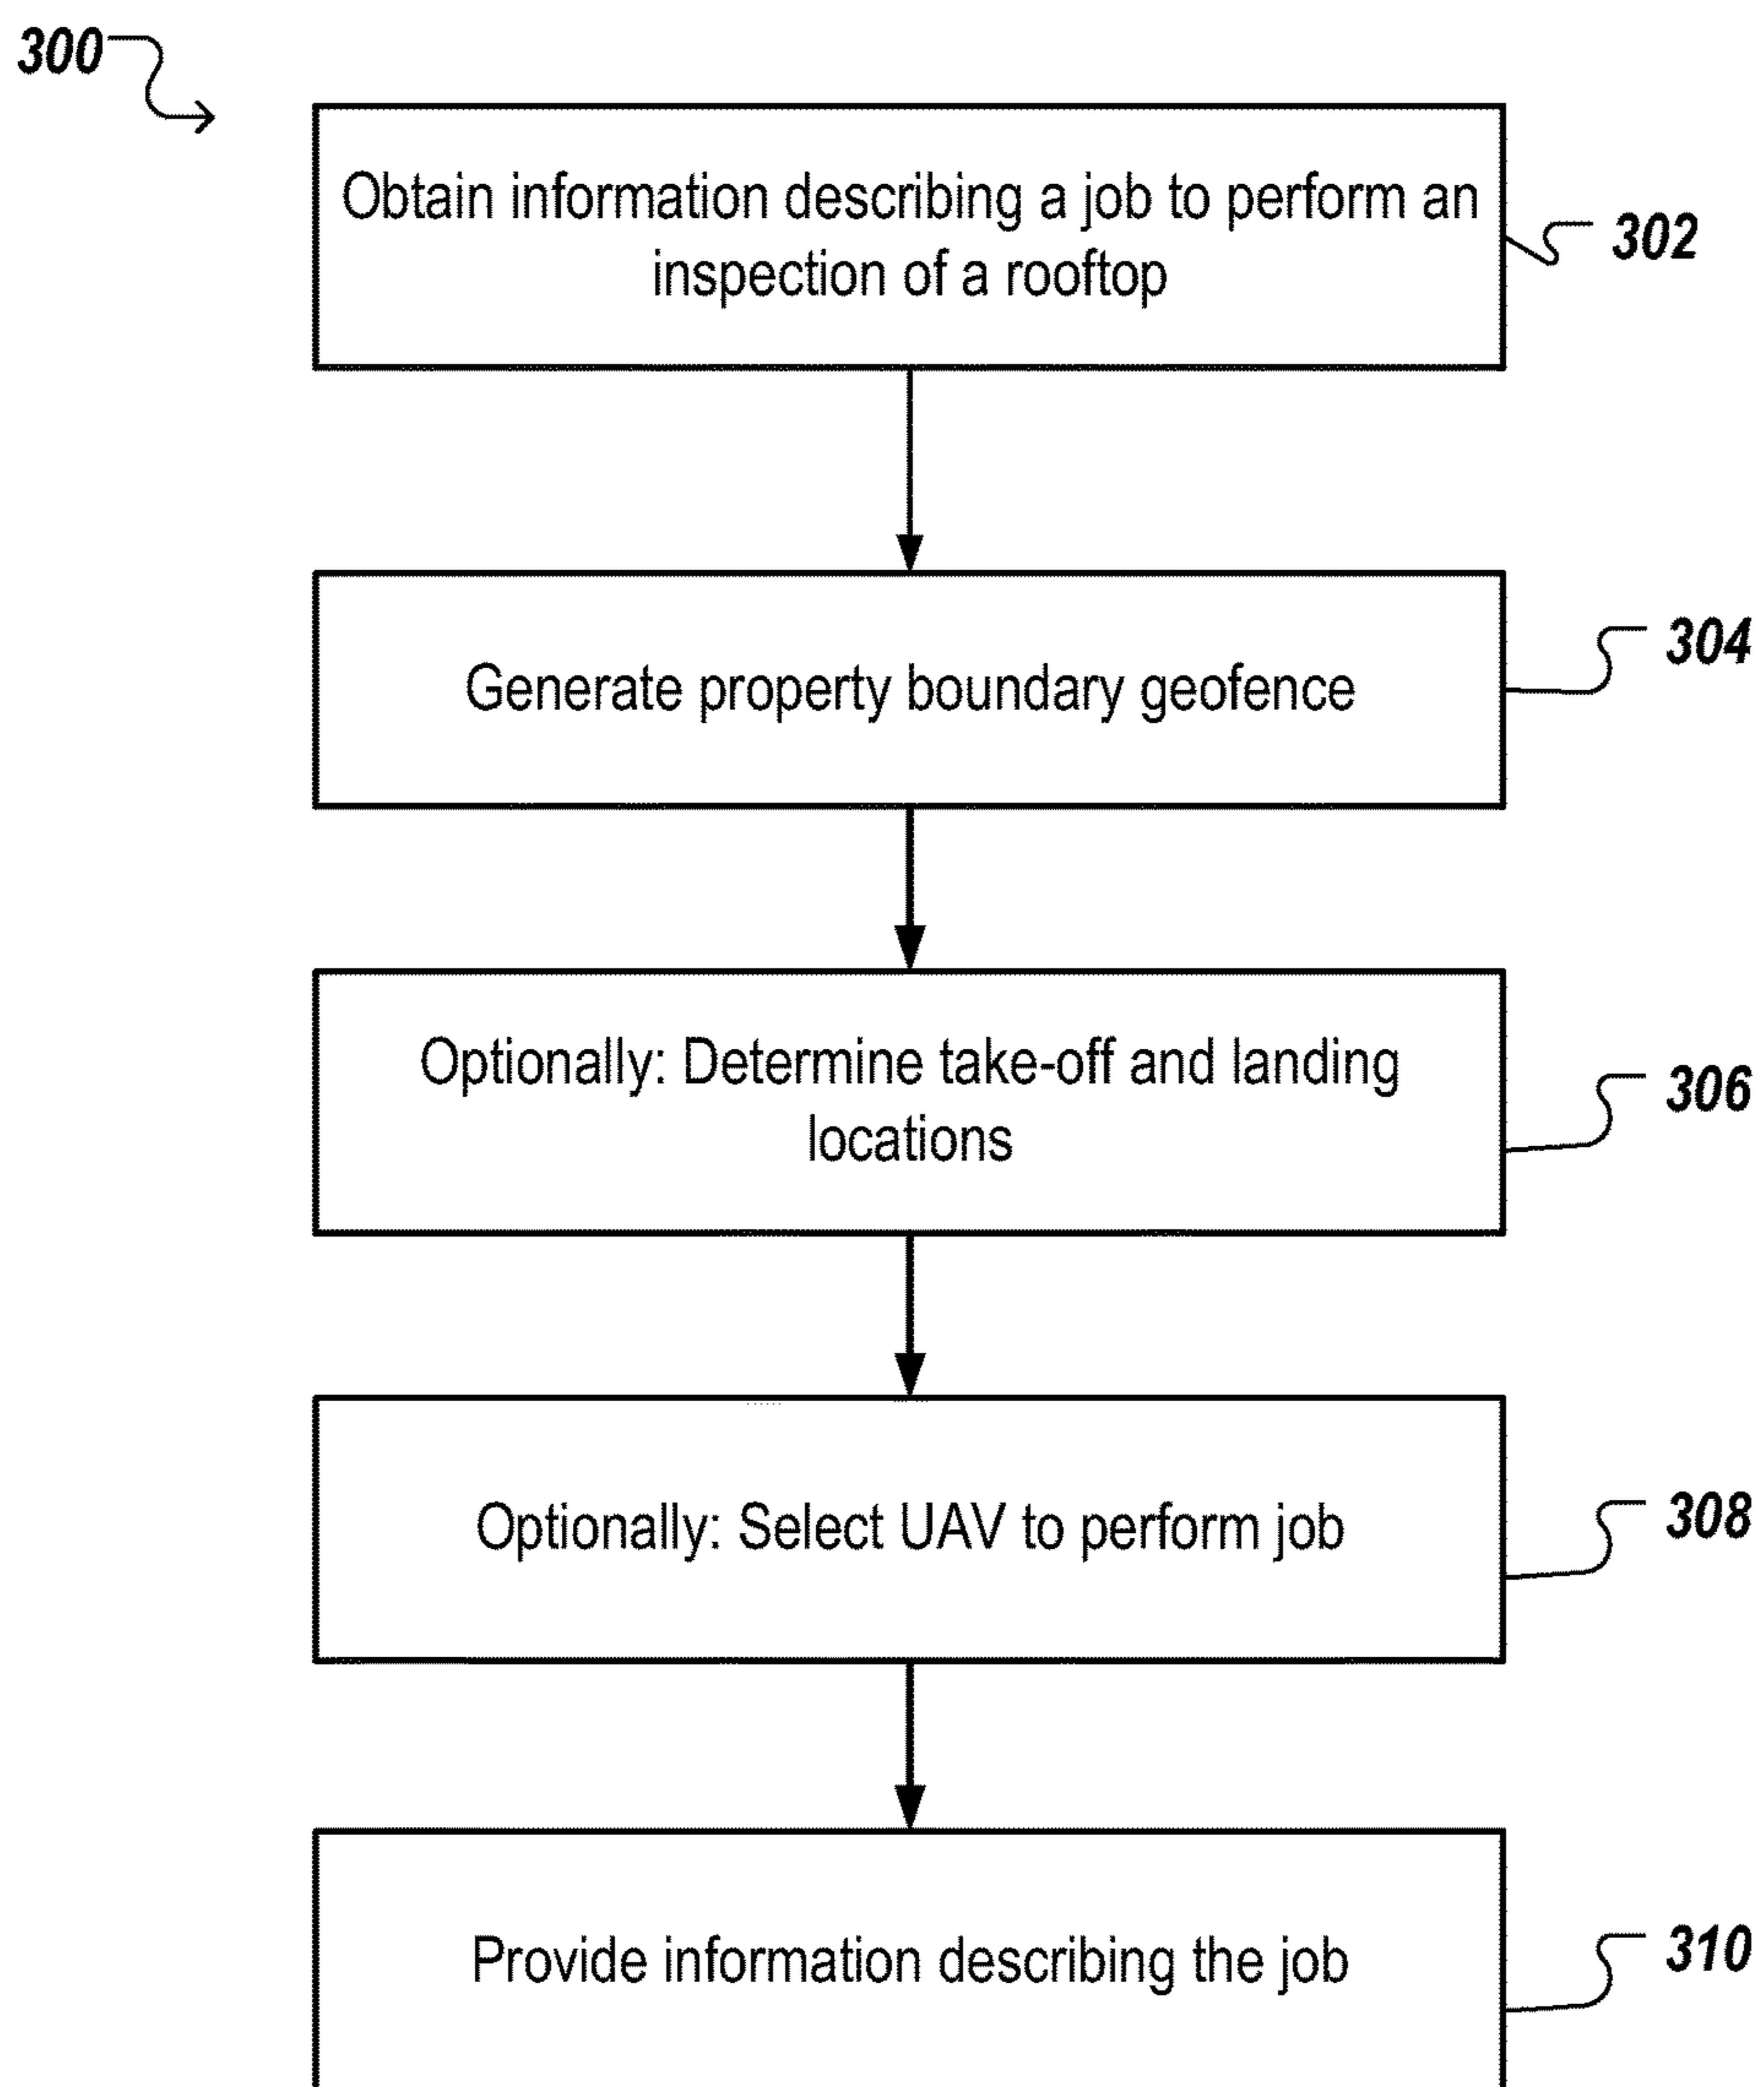 300
Obtain information describing a job to perform an
inspection of a rooftop
302
Generate property boundary geofence
304
Optionally: Determine take-off and landing
locations
306
Optionally: Select UAV to perform job
308
Provide information describing the job
310